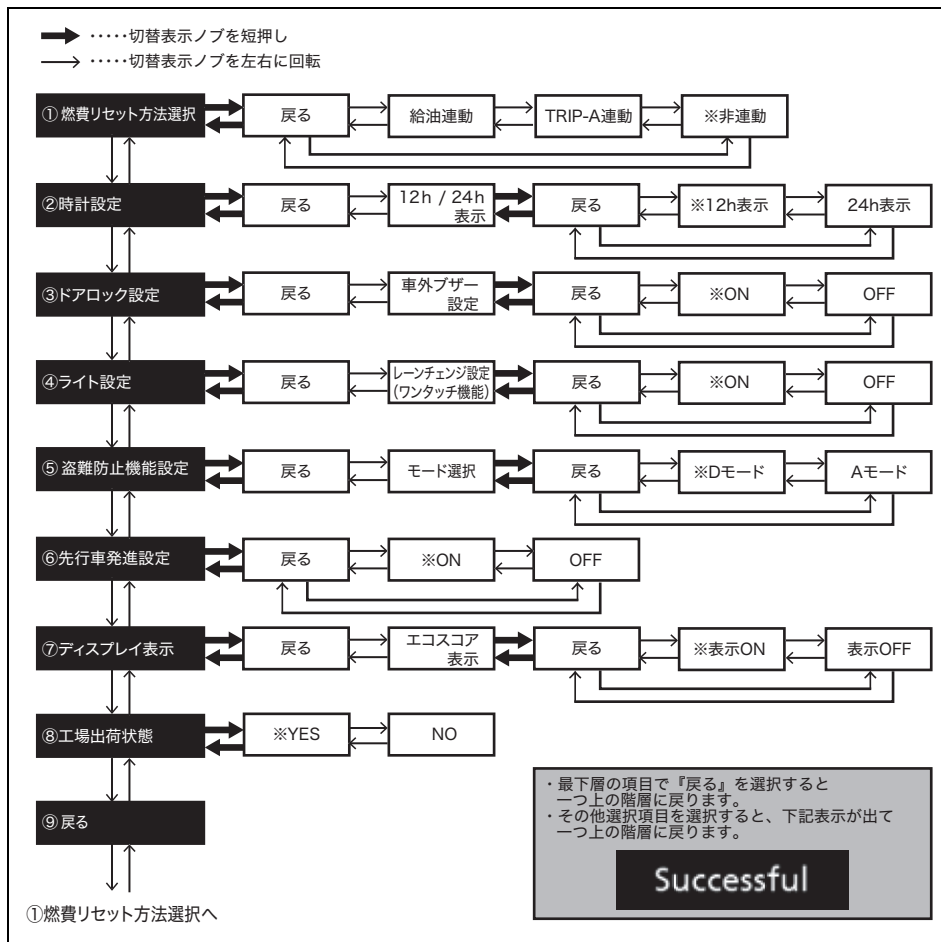 ・・・・・切替表示ノブを短押し
・・・・・切替表示ノブを左右に回転
①燃費リセット方法選択
戻る
給油連動
TRIP-A連動
※非連動
②時計設定
戻る
12h / 24h
表示
戻る
※12h表示
24h表示
③ドアロック設定
戻る
車外ブザー
設定
戻る
※ON
OFF
④ライト設定
戻る
レーンチェンジ設定
(ワンタッチ機能)
戻る
※ON
OFF
⑤盗難防止機能設定
戻る
モード選択
戻る
※Dモード
Aモード
⑥先行車発進設定
戻る
※ON
OFF
⑦ディスプレイ表示
戻る
エコスコア
表示
戻る
※表示ON
表示OFF
⑧工場出荷状態
※YES
NO
⑨戻る
①燃費リセット方法選択へ
・最下層の項目で『戻る』を選択すると
一つ上の階層に戻ります。
・その他選択項目を選択すると、下記表示が出て
一つ上の階層に戻ります。
Successful